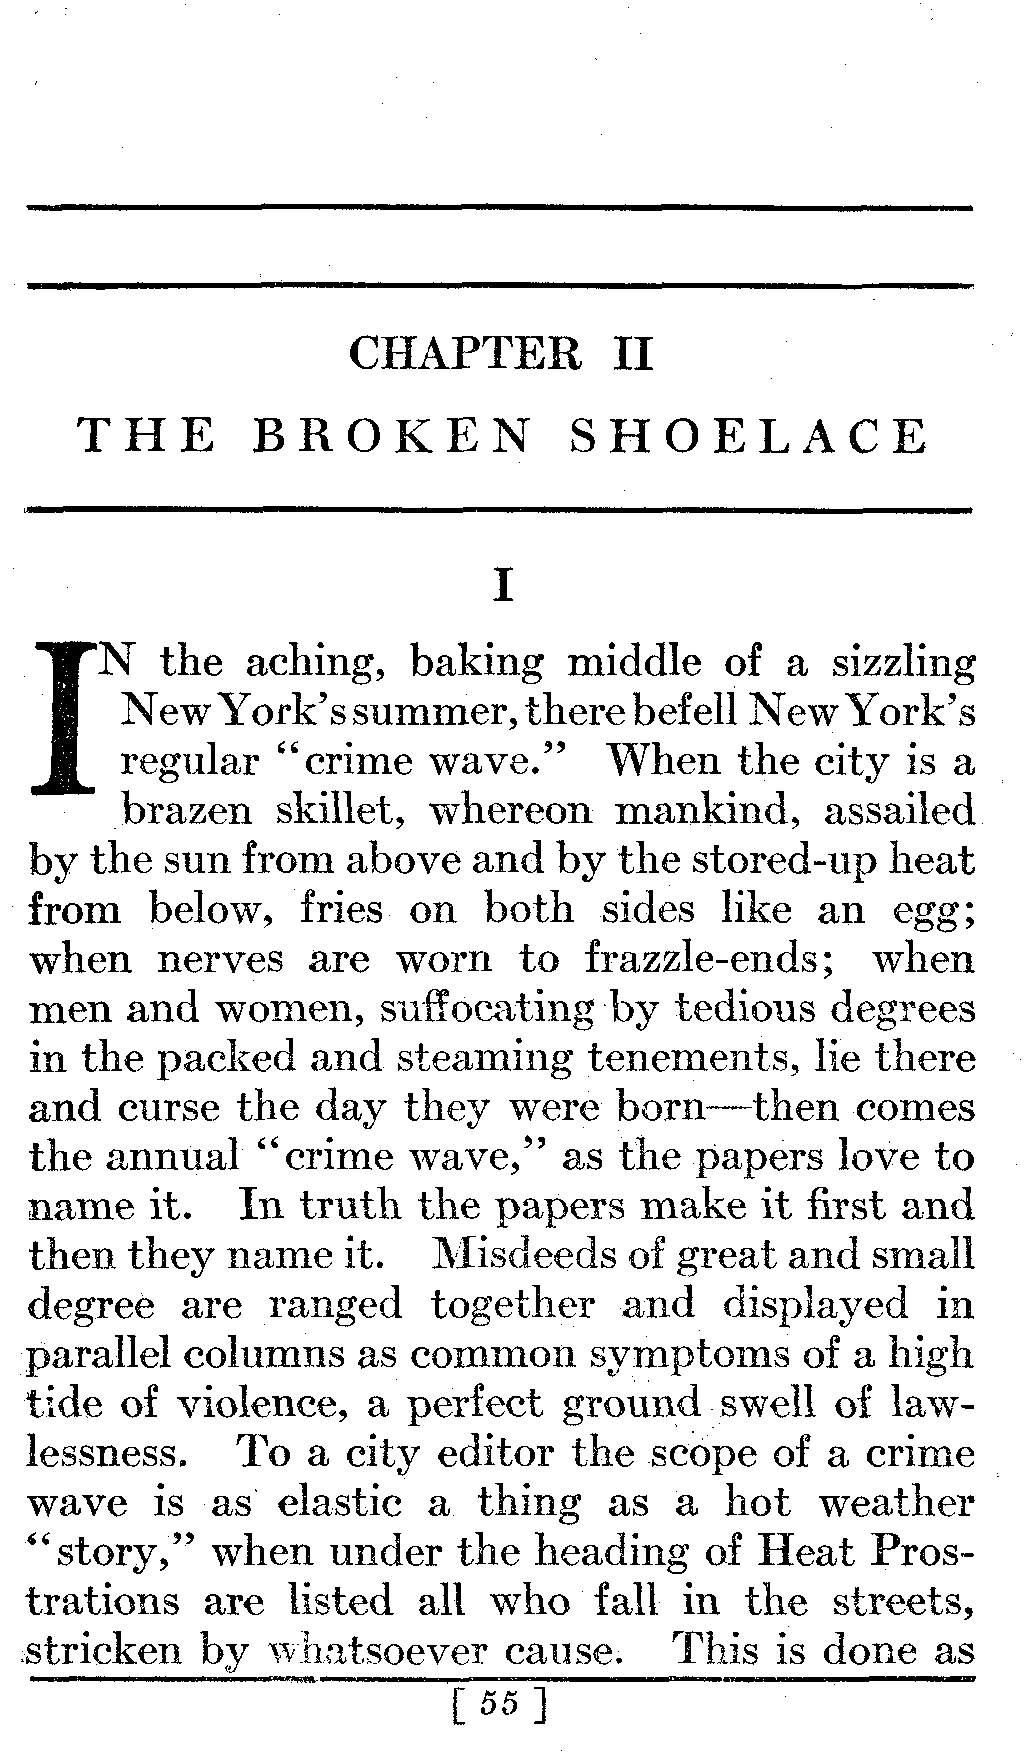 CHAPTER II
THE BROKEN SHOELACE
I
IN the aching, baking middle of a sizzling
New York's summer, there befell New York's
regular "crime wave." When the city is a
brazen skillet, whereon mankind, assailed
by the sun from above and by the stored-up heat
from below, fries on both sides like an egg;
when nerves are worn to frazzle-ends; when
men and women, suffocating by tedious degrees
in the packed and steaming tenements, lie there
and curse the day they were born—then comes
the annual "crime wave," as the papers love to
name it. In truth the papers make it first and
then they name it. Misdeeds of great and small
degree are ranged together and displayed in
parallel columns as common symptoms of a high
tide of violence, a perfect ground swell of law-
lessness. To a city editor the scope of a crime
wave is as elastic a thing as a hot weather
"story," when under the heading of Heat Pros-
trations are listed all who fall in the streets,
stricken by whatsoever cause. This is done as
[ 55 ]